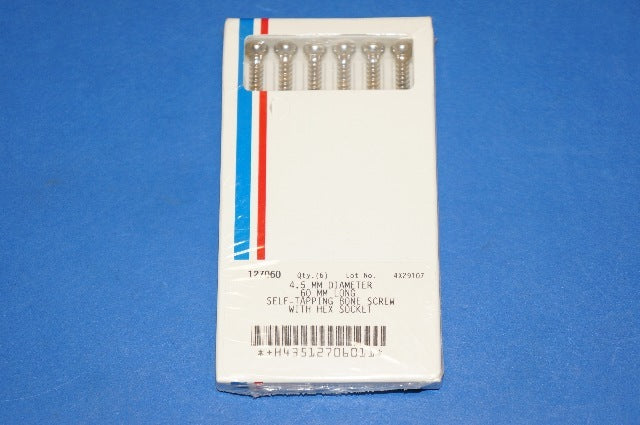 127060 Qty.(6) Lot No. 4X29107
4.5 MM DIAMETER
60 MM LONG
SELF-TAPPING BONE SCREW
WITH HEX SOCKET
*+H43512706011*